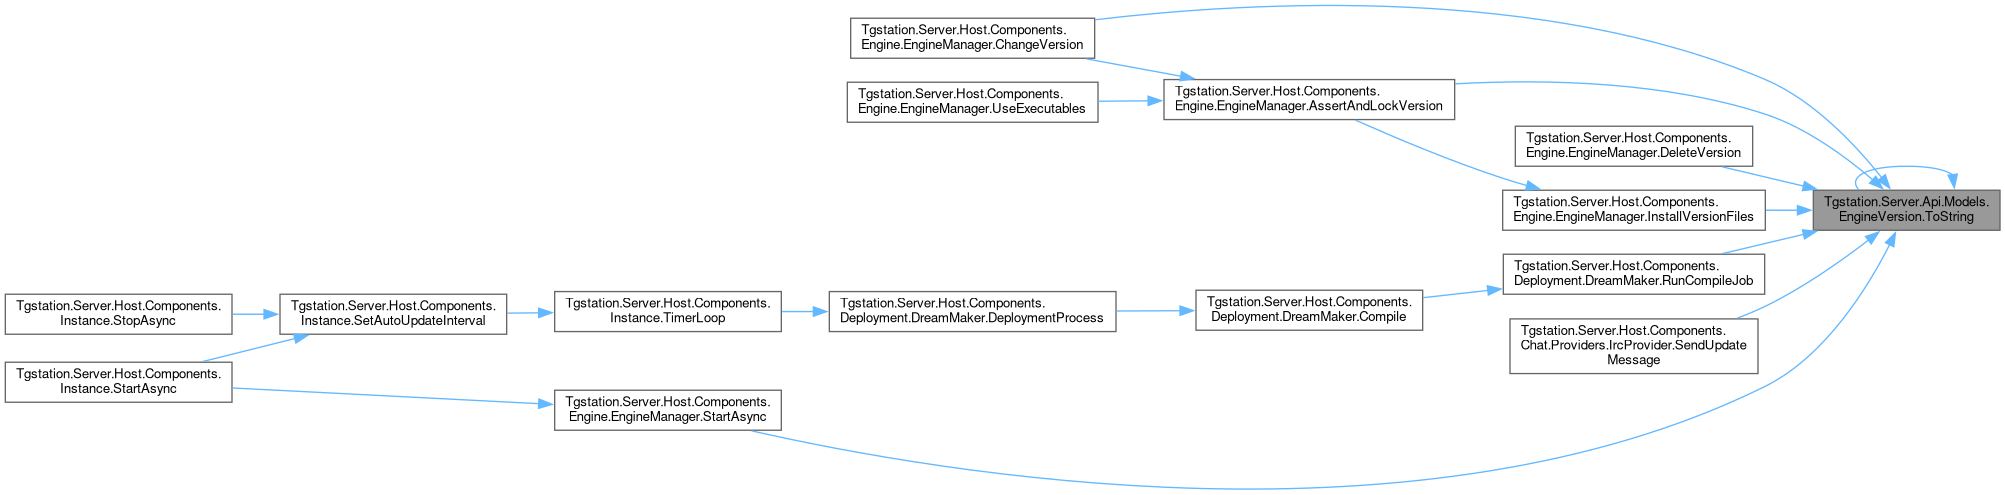 Tgstation.Server.Host.Components.
Engine.EngineManager.ChangeVersion
Tgstation.Server.Host.Components.
Engine.EngineManager.UseExecutables
Tgstation.Server.Host.Components.
Engine.EngineManager.AssertAndLockVersion
Tgstation.Server.Host.Components.
Engine.EngineManager.DeleteVersion
Tgstation.Server.Host.Components.
Engine.EngineManager.InstallVersionFiles
Tgstation.Server.Api.Models.
EngineVersion.ToString
Tgstation.Server.Host.Components.
Deployment.DreamMaker.RunCompileJob
Tgstation.Server.Host.Components.
Instance.StopAsync
Tgstation.Server.Host.Components.
Instance.SetAutoUpdateInterval
Tgstation.Server.Host.Components.
Instance.TimerLoop
Tgstation.Server.Host.Components.
Deployment.DreamMaker.DeploymentProcess
Tgstation.Server.Host.Components.
Deployment.DreamMaker.Compile
Tgstation.Server.Host.Components.
Chat.Providers.IrcProvider.SendUpdate
Message
Tgstation.Server.Host.Components.
Instance.StartAsync
Tgstation.Server.Host.Components.
Engine.EngineManager.StartAsync